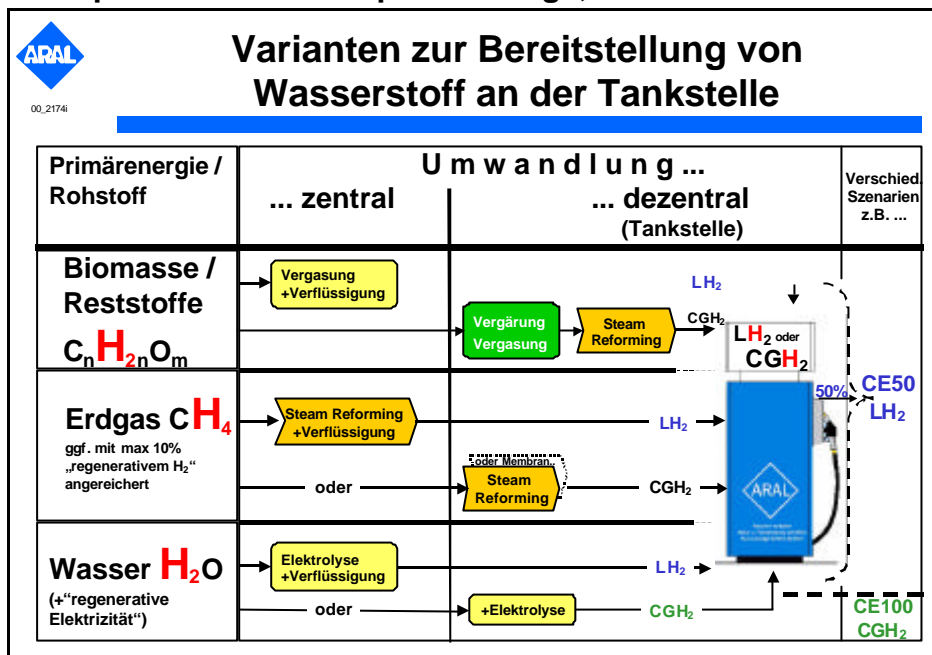 ARAL
00_2174i
Varianten zur Bereitstellung von
Wasserstoff an der Tankstelle
Primärenergie /
Rohstoff
U m w a n d l u n g ...
... zentral
... dezentral
(Tankstelle)
Verschied.
Szenarien
z.B. ...
Biomasse /
Reststoffe
CₙH₂ₙOₘ
Vergasung
+Verflüssigung
Vergärung
Vergasung
Steam
Reforming
LH₂
CGH₂
LH₂ oder
CGH₂
50%
CE50
LH₂
Erdgas CH₄
ggf. mit max 10%
„regenerativem H₂“
angereichert
Steam Reforming
+Verflüssigung
LH₂
oder
oder Membran..
Steam
Reforming
CGH₂
ARAL
Wasser H₂O
(+“regenerative
Elektrizität“)
Elektrolyse
+Verflüssigung
LH₂
oder
+Elektrolyse
CGH₂
CE100
CGH₂